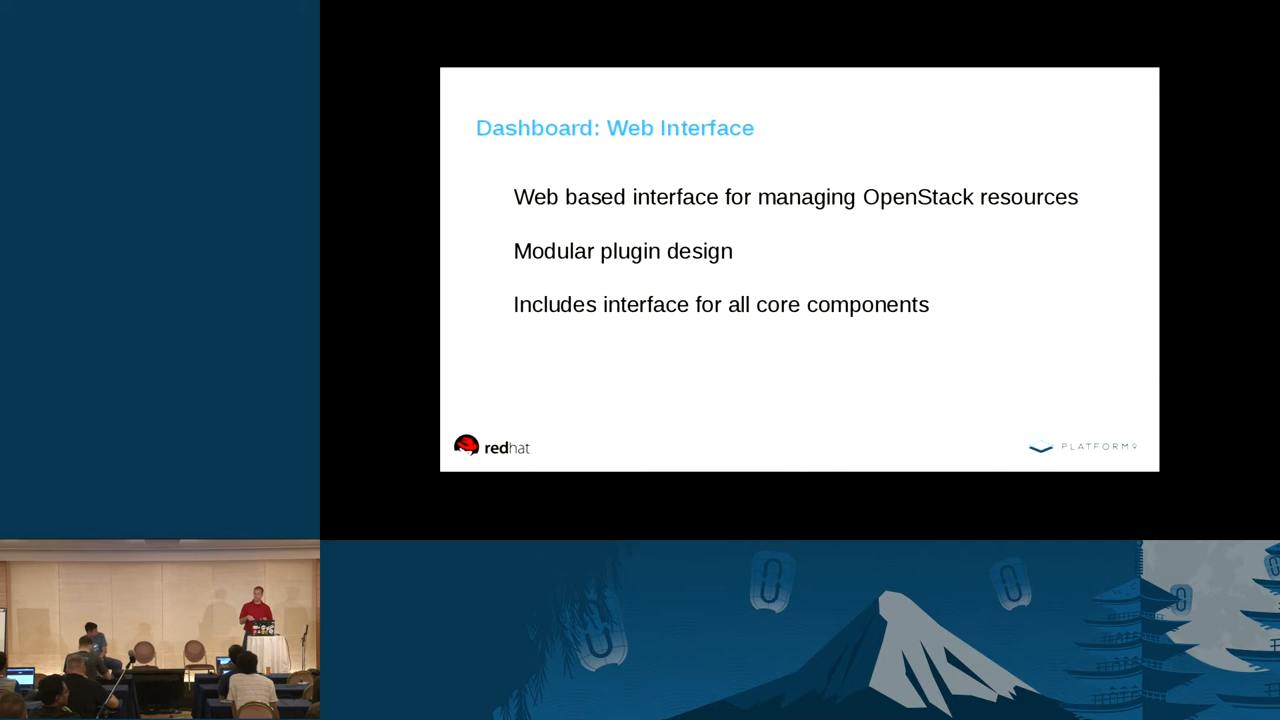 Dashboard: Web Interface
Web based interface for managing OpenStack resources
Modular plugin design
Includes interface for all core components
redhat
PLATFORM9